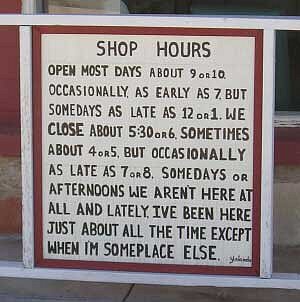 SHOP HOURS
OPEN MOST DAYS ABOUT 9 OR 10,
OCCASIONALLY, AS EARLY AS 7, BUT
SOMEDAYS AS LATE AS 12 OR 1. WE
CLOSE ABOUT 5:30 OR 6, SOMETIMES
ABOUT 4 OR 5, BUT OCCASIONALLY
AS LATE AS 7 OR 8. SOMEDAYS OR
AFTERNOONS WE AREN'T HERE AT
ALL AND LATELY, I'VE BEEN HERE
JUST ABOUT ALL THE TIME EXCEPT
WHEN I'M SOMEPLACE ELSE.